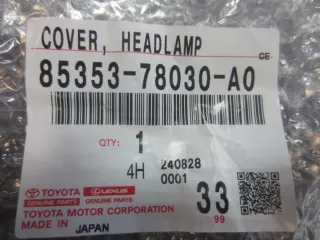 COVER, HEADLAMP
CE
85353-78030-A0
QTY: 1
4H 240828
0001
TOYOTA LEXUS 33
GENUINE PARTS GENUINE PARTS 99
TOYOTA MOTOR CORPORATION
MADE IN JAPAN